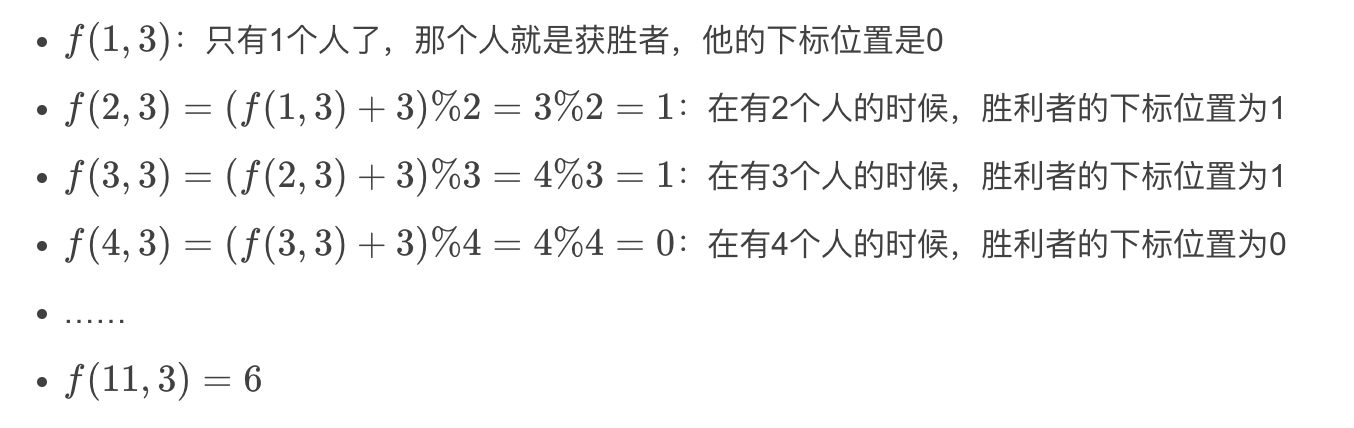 • f(1, 3)：只有1个人了，那个人就是获胜者，他的下标位置是0
• f(2, 3) = (f(1, 3) + 3)%2 = 3%2 = 1：在有2个人的时候，胜利者的下标位置为1
• f(3, 3) = (f(2, 3) + 3)%3 = 4%3 = 1：在有3个人的时候，胜利者的下标位置为1
• f(4, 3) = (f(3, 3) + 3)%4 = 4%4 = 0：在有4个人的时候，胜利者的下标位置为0
• ……
• f(11, 3) = 6